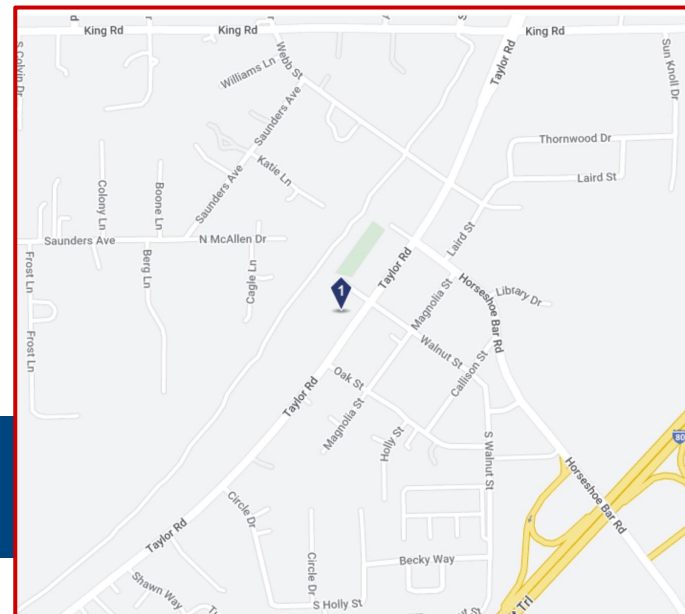 King Rd
King Rd
S Colvin Dr
Williams Ln
Webb St
Taylor Rd
Sun Knoll Dr
Saunders Ave
Thornwood Dr
Katie Ln
Laird St
Colony Ln
Boone Ln
Saunders Ave
Saunders Ave
N McAllen Dr
Laird St
Taylor Rd
Frost Ln
Berg Ln
Cagle Ln
1
Magnolia St
Horseshoe Bar Rd
Library Dr
Frost Ln
Walnut St
Callison St
Taylor Rd
Oak St
Magnolia St
Holly St
S Walnut St
80
Horseshoe Bar Rd
Circle Dr
Taylor Rd
Circle Dr
Becky Way
Shawn Way
S Holly St